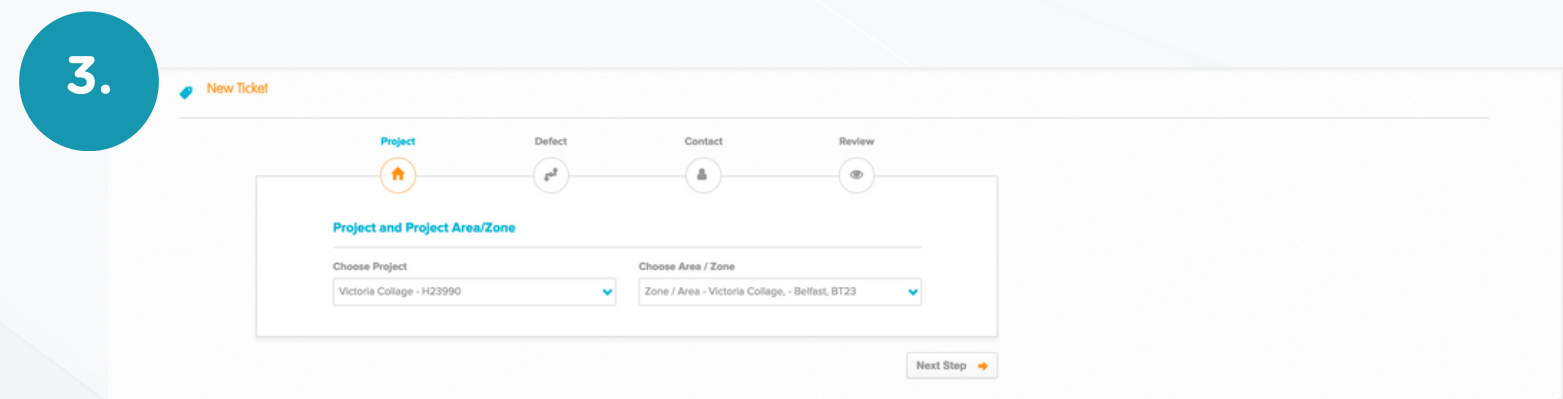 3.
New Ticket
Project Defect Contact Review
Project and Project Area/Zone
Choose Project Choose Area / Zone
Victoria Collage - H23990 Zone / Area - Victoria Collage, - Belfast, BT23
Next Step